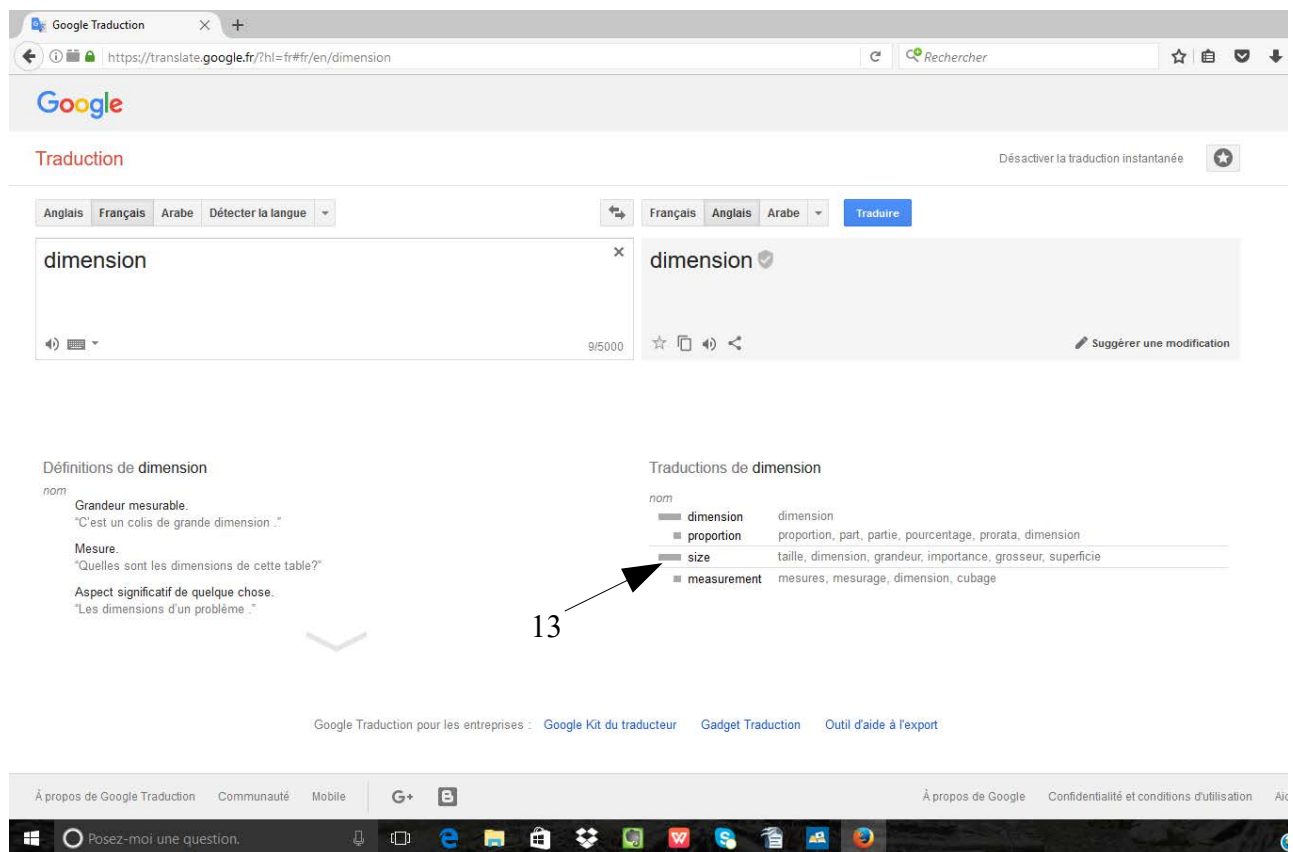 Google Traduction
https://translate.google.fr/?hl=fr#fr/en/dimension
Rechercher
Google
Traduction
Désactiver la traduction instantanée
Anglais Français Arabe Détecter la langue
Français Anglais Arabe Traduire
dimension
dimension
9/5000
Suggérer une modification
Définitions de dimension
nom
Grandeur mesurable.
"C'est un colis de grande dimension ."
Mesure.
"Quelles sont les dimensions de cette table?"
Aspect significatif de quelque chose.
"Les dimensions d'un problème ."
Traductions de dimension
nom
dimension dimension
proportion proportion, part, partie, pourcentage, prorata, dimension
size taille, dimension, grandeur, importance, grosseur, superficie
measurement mesures, mesurage, dimension, cubage
13
Google Traduction pour les entreprises : Google Kit du traducteur Gadget Traduction Outil d'aide à l'export
À propos de Google Traduction Communauté Mobile G+ B À propos de Google Confidentialité et conditions d'utilisation
Posez-moi une question.